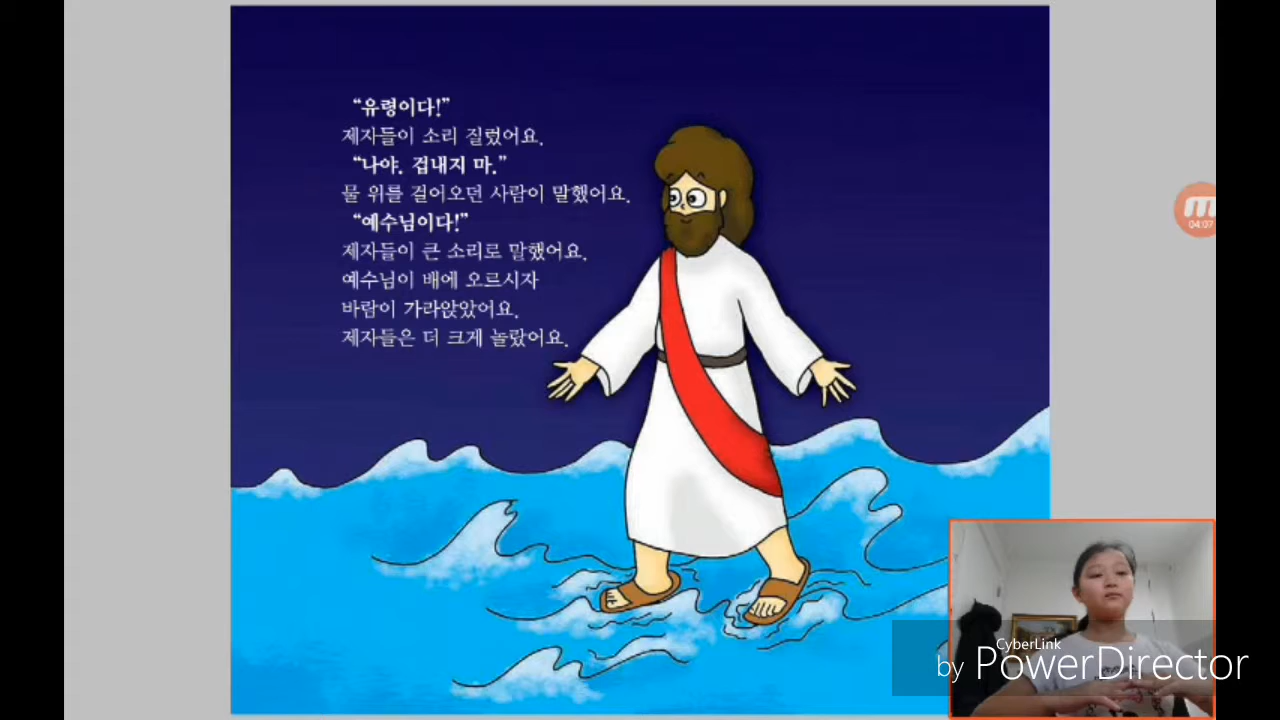 “유령이다!”
제자들이 소리 질렀어요.
“나야. 겁내지 마.”
물 위를 걸어오던 사람이 말했어요.
“예수님이다!”
제자들이 큰 소리로 말했어요.
예수님이 배에 오르시자
바람이 가라앉았어요.
제자들은 더 크게 놀랐어요.
04:07
CyberLink
by PowerDirector